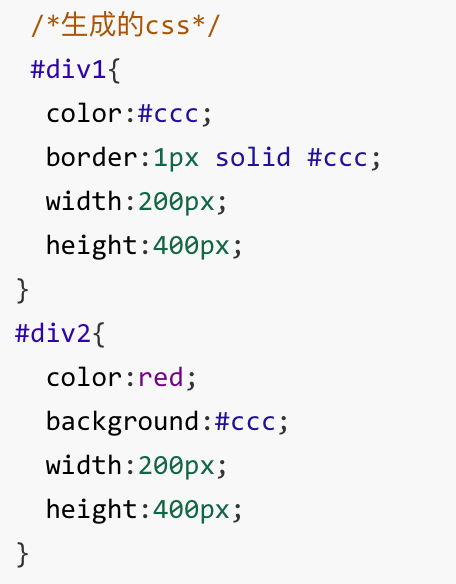 /*生成的css*/
#div1{
color:#ccc;
border:1px solid #ccc;
width:200px;
height:400px;
}
#div2{
color:red;
background:#ccc;
width:200px;
height:400px;
}